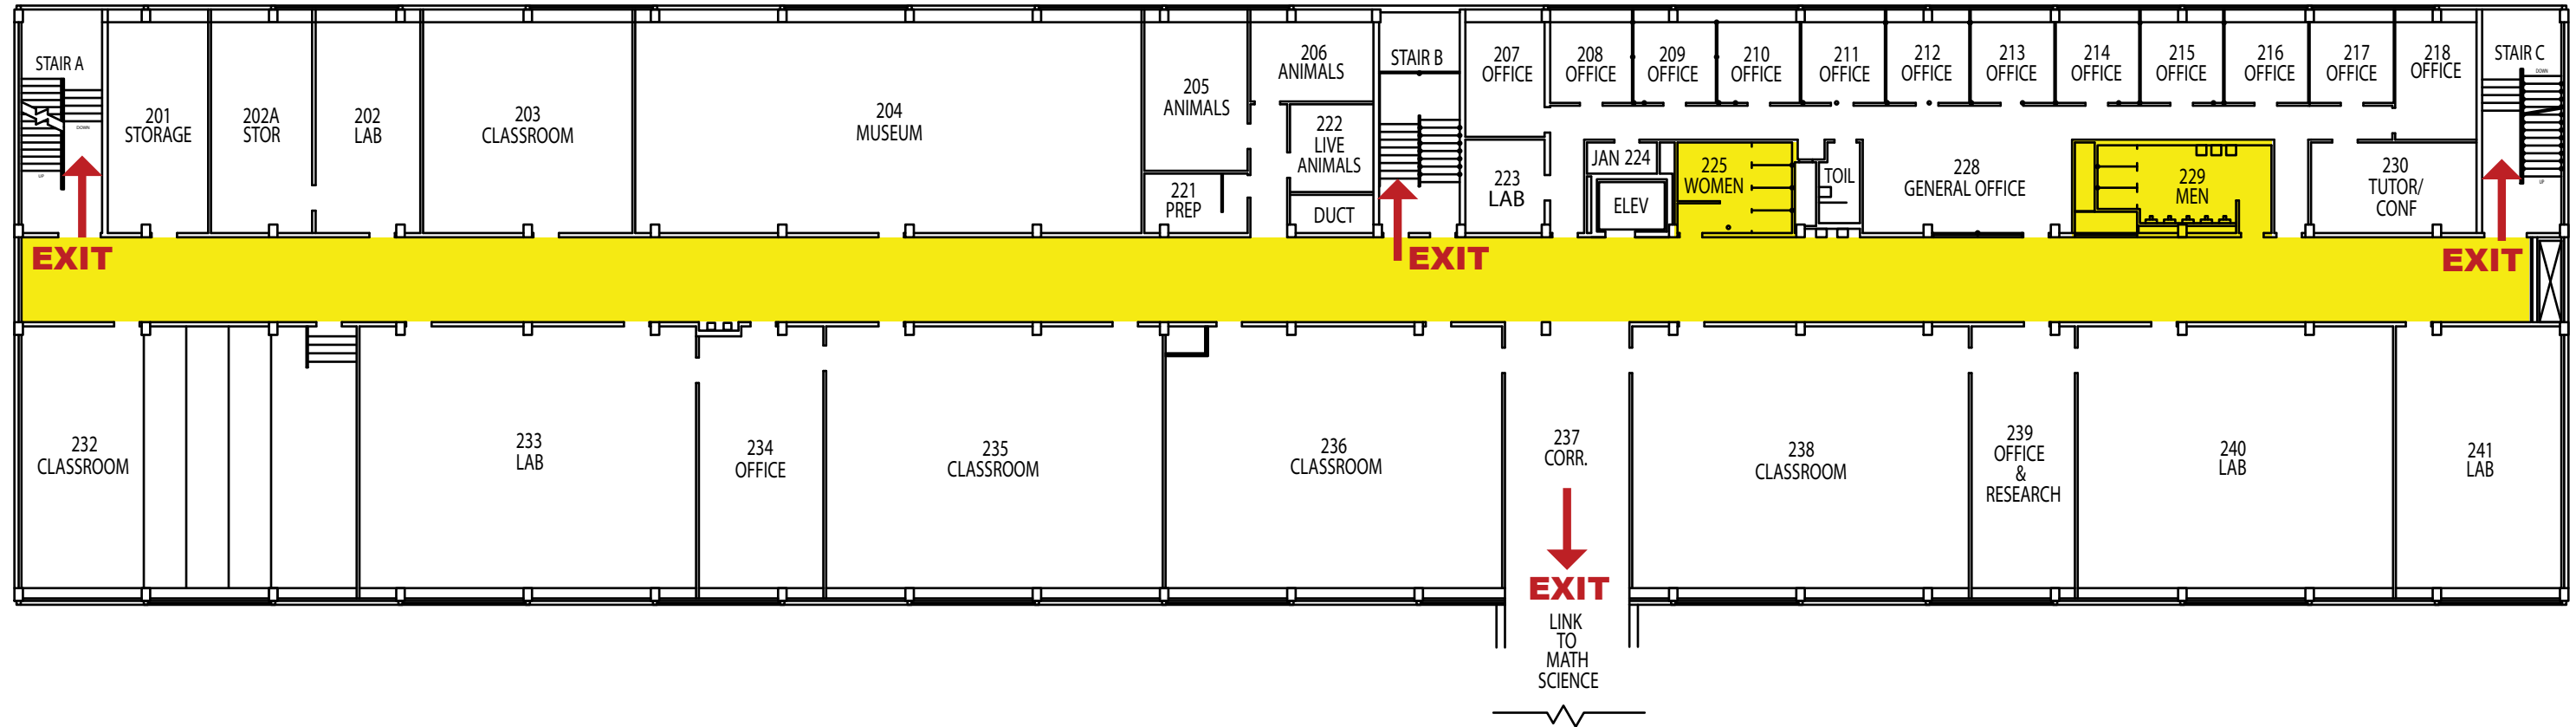 STAIR A
DOWN
UP
201
STORAGE
202A
STOR
202
LAB
203
CLASSROOM
204
MUSEUM
205
ANIMALS
206
ANIMALS
221
PREP
222
LIVE
ANIMALS
DUCT
STAIR B
207
OFFICE
208
OFFICE
209
OFFICE
210
OFFICE
211
OFFICE
212
OFFICE
213
OFFICE
214
OFFICE
215
OFFICE
216
OFFICE
217
OFFICE
218
OFFICE
STAIR C
DOWN
UP
223
LAB
JAN 224
ELEV
225
WOMEN
TOIL
228
GENERAL OFFICE
229
MEN
230
TUTOR/
CONF
EXIT
EXIT
EXIT
232
CLASSROOM
233
LAB
234
OFFICE
235
CLASSROOM
236
CLASSROOM
237
CORR.
EXIT
LINK
TO
MATH
SCIENCE
238
CLASSROOM
239
OFFICE
&
RESEARCH
240
LAB
241
LAB